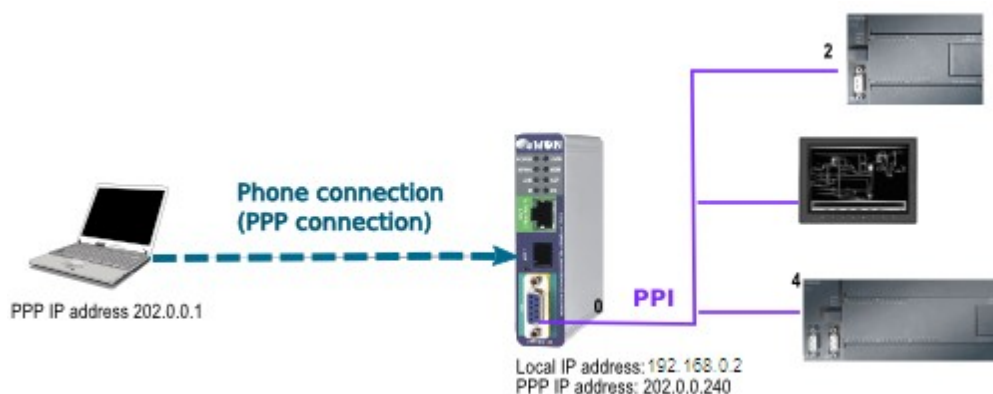 2
eWON
Phone connection
(PPP connection)
4
0
PPI
PPP IP address 202.0.0.1
Local IP address: 192.168.0.2
PPP IP address: 202.0.0.240